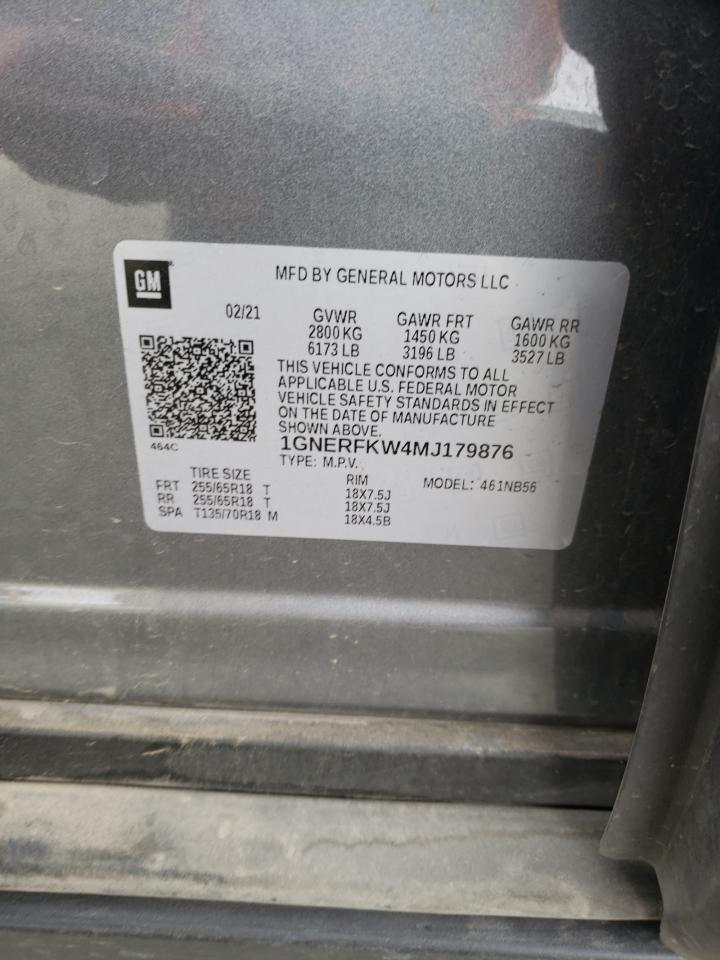 GM
MFD BY GENERAL MOTORS LLC
02/21 GVWR GAWR FRT GAWR RR
2800 KG 1450 KG 1600 KG
6173 LB 3196 LB 3527 LB
THIS VEHICLE CONFORMS TO ALL
APPLICABLE U.S. FEDERAL MOTOR
VEHICLE SAFETY STANDARDS IN EFFECT
ON THE DATE OF MANUFACTURE
SHOWN ABOVE.
464C 1GNERFKW4MJ179876
TYPE: M.P.V. MODEL: 461NB56
TIRE SIZE RIM
FRT 255/65R18 T 18X7.5J
RR 255/65R18 T 18X7.5J
SPA T135/70R18 M 18X4.5B